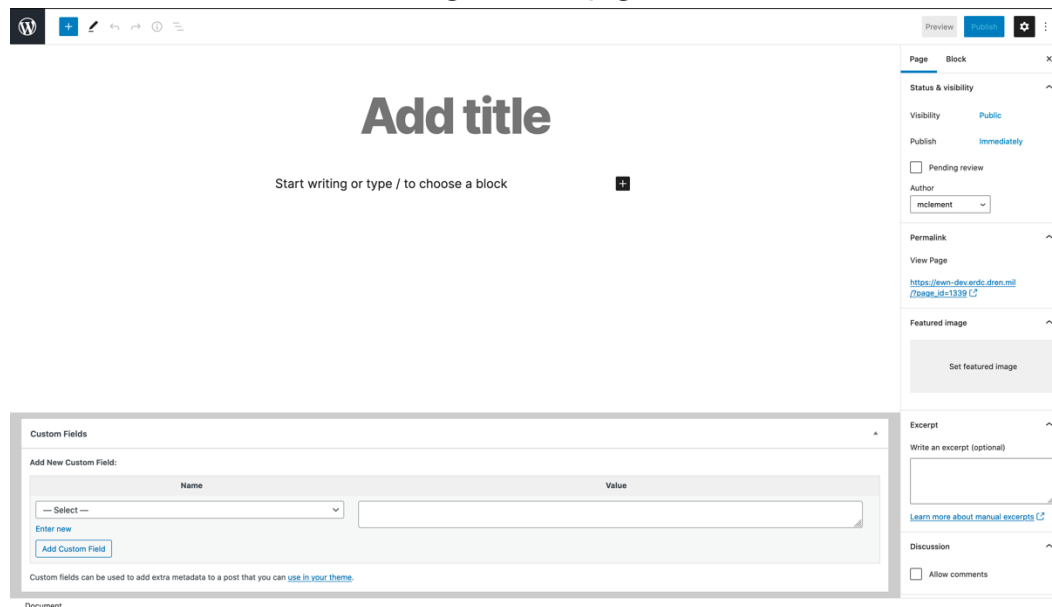 Preview Publish
Page Block
Status & visibility
Visibility Public
Publish Immediately
Pending review
Author
mclement
Permalink
View Page
https://ewn-dev.erdc.dren.mil
/?page_id=1339
Featured image
Set featured image
Excerpt
Write an excerpt (optional)
Learn more about manual excerpts
Discussion
Allow comments
Add title
Start writing or type / to choose a block
Custom Fields
Add New Custom Field:
Name Value
— Select —
Enter new
Add Custom Field
Custom fields can be used to add extra metadata to a post that you can use in your theme.
Document